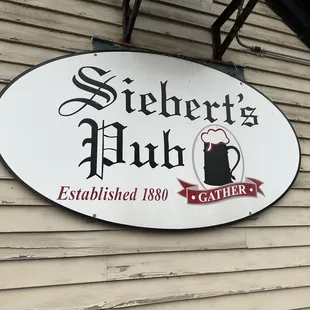 Siebert's
Pub
Established 1880
• GATHER •